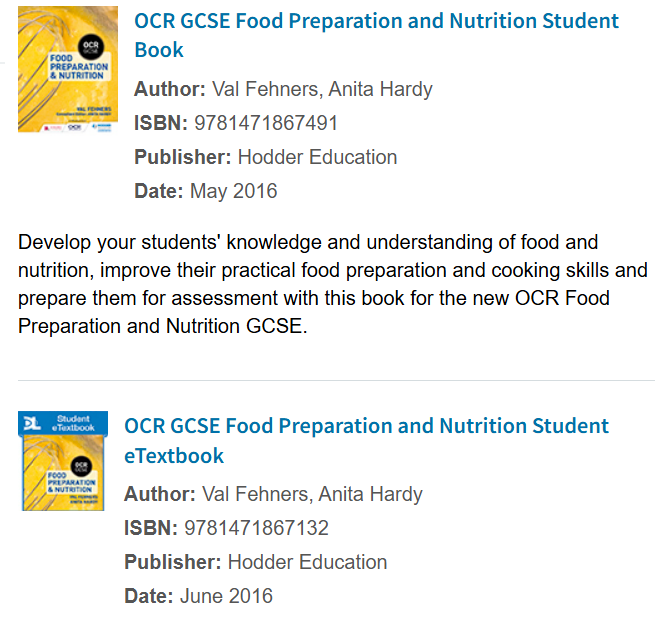 OCR
GCSE
FOOD
PREPARATION
& NUTRITION
VAL FEHNERS
OCR GCSE Food Preparation and Nutrition Student
Book
Author: Val Fehners, Anita Hardy
ISBN: 9781471867491
Publisher: Hodder Education
Date: May 2016
Develop your students' knowledge and understanding of food and
nutrition, improve their practical food preparation and cooking skills and
prepare them for assessment with this book for the new OCR Food
Preparation and Nutrition GCSE.
DL Student
eTextbook
OCR
GCSE
FOOD
PREPARATION
& NUTRITION
VAL FEHNERS
ANITA HARDY
OCR GCSE Food Preparation and Nutrition Student
eTextbook
Author: Val Fehners, Anita Hardy
ISBN: 9781471867132
Publisher: Hodder Education
Date: June 2016